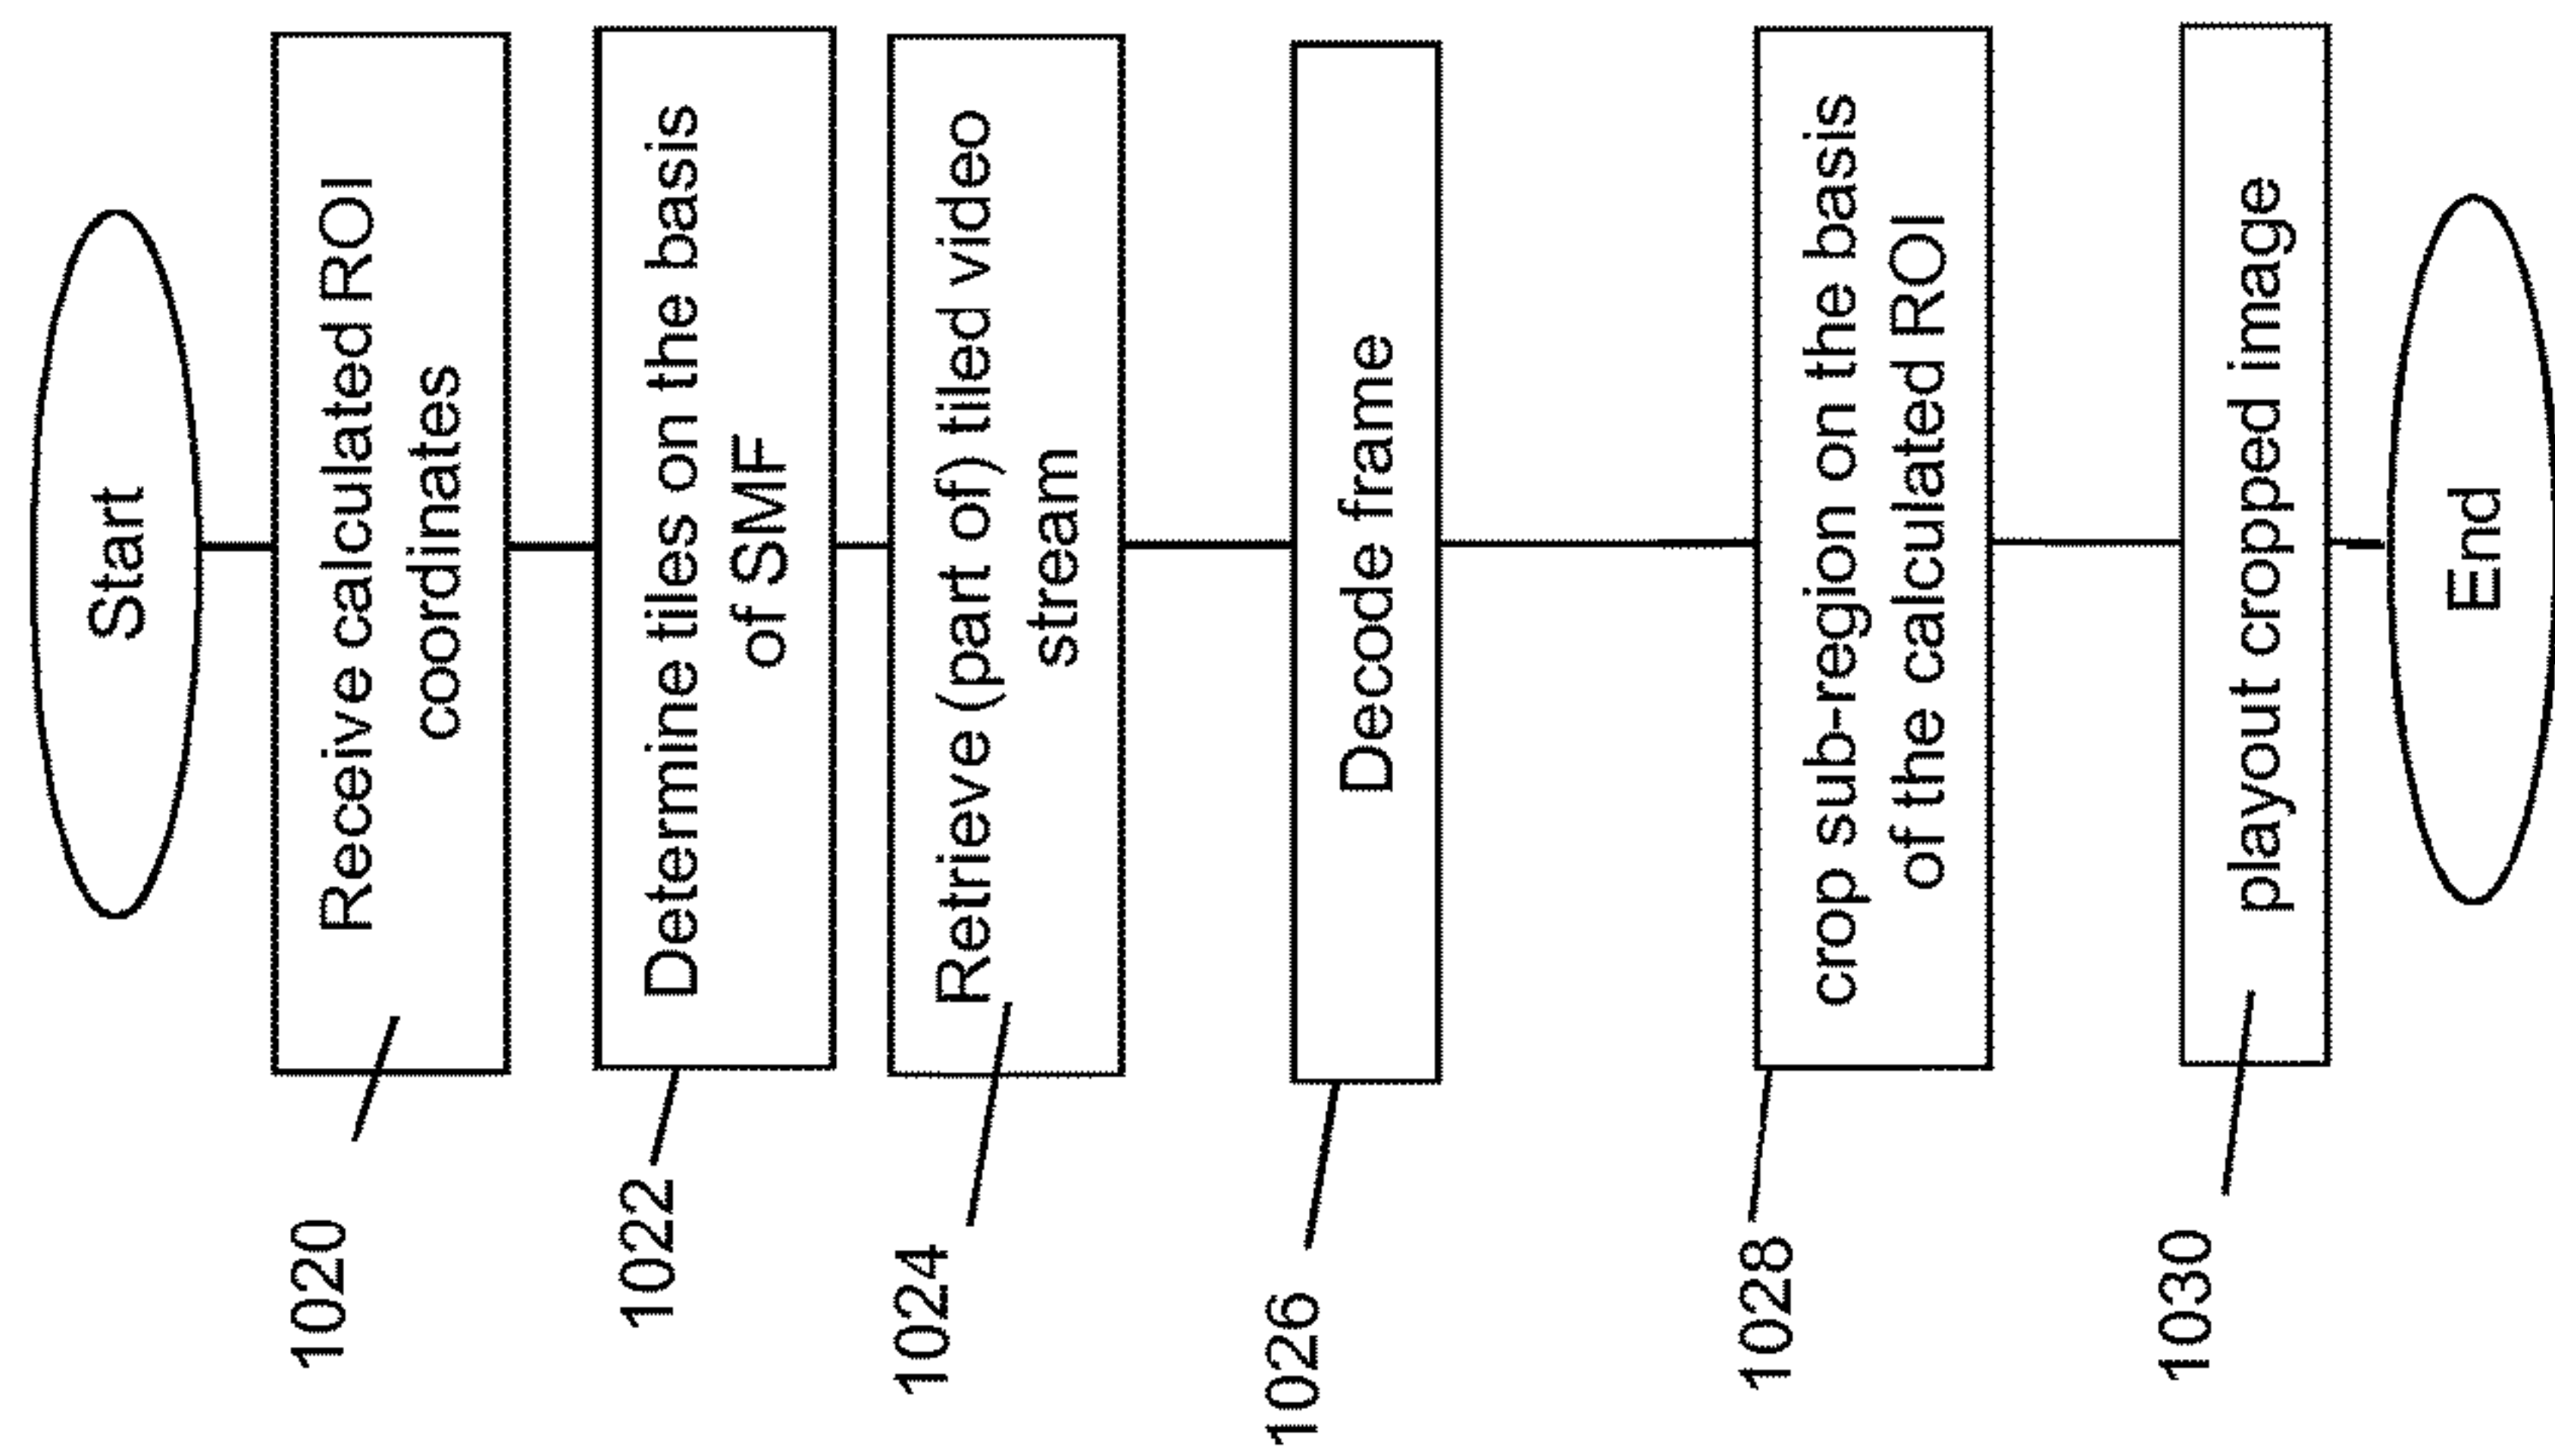 Start
1020
Receive calculated ROI
coordinates
1022
Determine tiles on the basis
of SMF
1024
Retrieve (part of) tiled video
stream
1026
Decode frame
1028
crop sub-region on the basis
of the calculated ROI
1030
playout cropped image
End